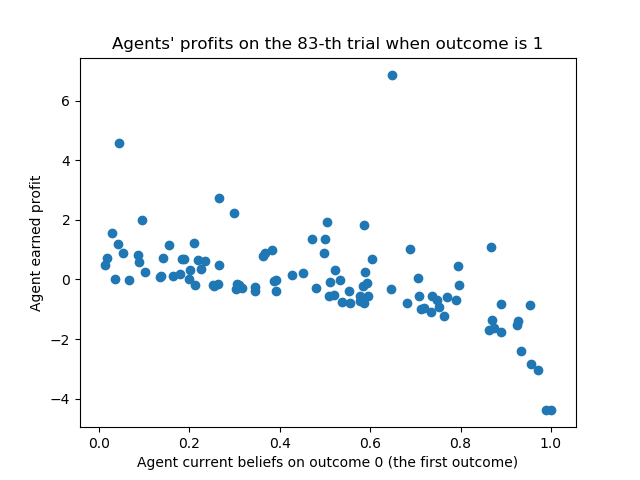 Agents' profits on the 83-th trial when outcome is 1
6
4
2
0
−2
−4
Agent earned profit
0.0 0.2 0.4 0.6 0.8 1.0
Agent current beliefs on outcome 0 (the first outcome)